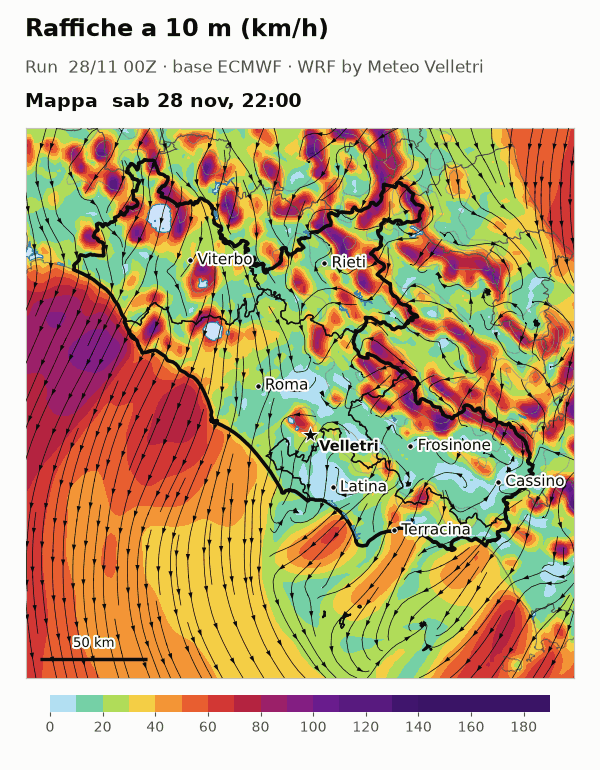 Raffiche a 10 m (km/h)
Run  28/11 00Z · base ECMWF · WRF by Meteo Velletri
Mappa  sab 28 nov, 22:00
Viterbo
Rieti
Roma
Velletri
Frosinone
Cassino
Latina
Terracina
50 km
0 20 40 60 80 100 120 140 160 180